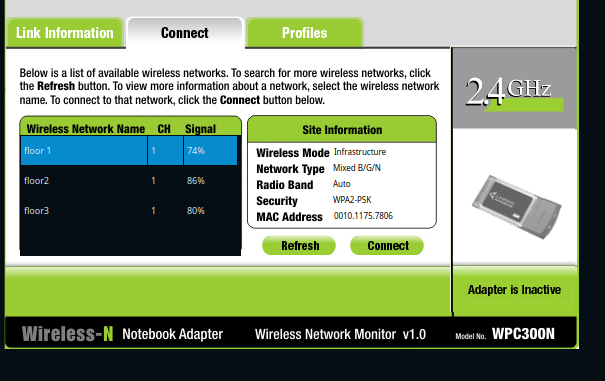 Link Information
Connect
Profiles
Below is a list of available wireless networks. To search for more wireless networks, click
the Refresh button. To view more information about a network, select the wireless network
name. To connect to that network, click the Connect button below.
2.4GHz
Wireless Network Name CH Signal
floor 1 1 74%
floor2 1 86%
floor3 1 80%
Site Information
Wireless Mode Infrastructure
Network Type Mixed B/G/N
Radio Band Auto
Security WPA2-PSK
MAC Address 0010.1175.7806
Refresh
Connect
Adapter is Inactive
Wireless-N Notebook Adapter Wireless Network Monitor v1.0 Model No. WPC300N